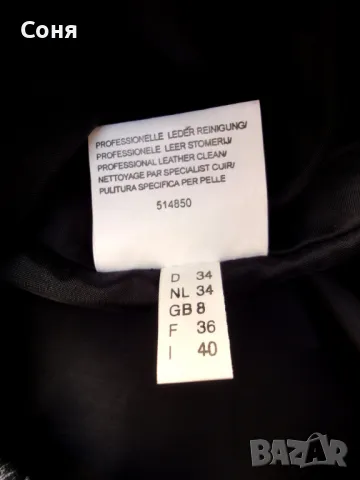 Соня
PROFESSIONELLE LEDER REINIGUNG/
PROFESSIONELE LEER STOMERIJ/
PROFESSIONAL LEATHER CLEAN/
NETTOYAGE PAR SPECIALIST CUIR/
PULITURA SPECIFICA PER PELLE
514850
D 34
NL 34
GB 8
F 36
I 40
BAZAR